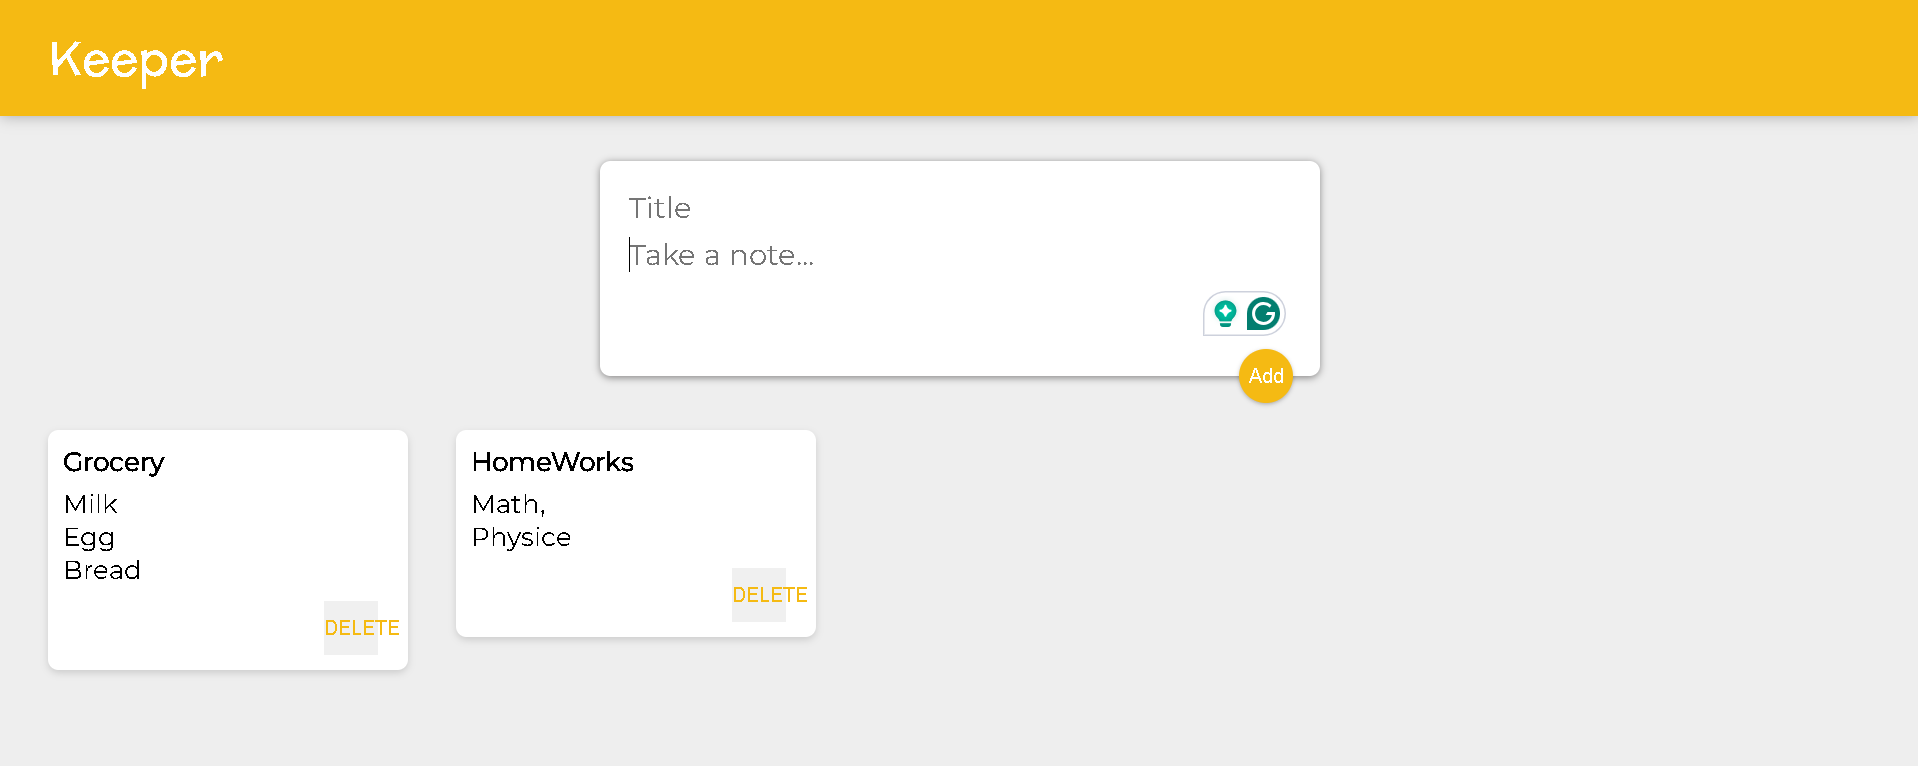 Keeper
Title
Take a note...
Add
Grocery
Milk
Egg
Bread
DELETE
HomeWorks
Math,
Physice
DELETE